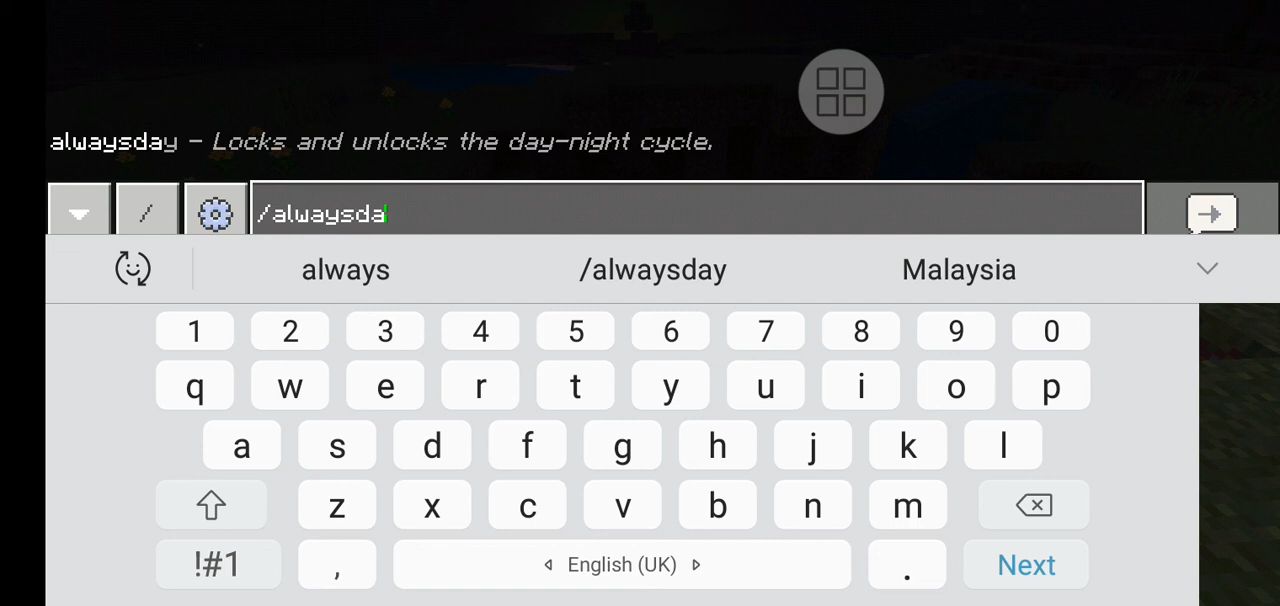 alwaysday - Locks and unlocks the day-night cycle.
/ /alwaysda
always /alwaysday Malaysia
1 2 3 4 5 6 7 8 9 0
q w e r t y u i o p
a s d f g h j k l
z x c v b n m
!#1 , English (UK) . Next